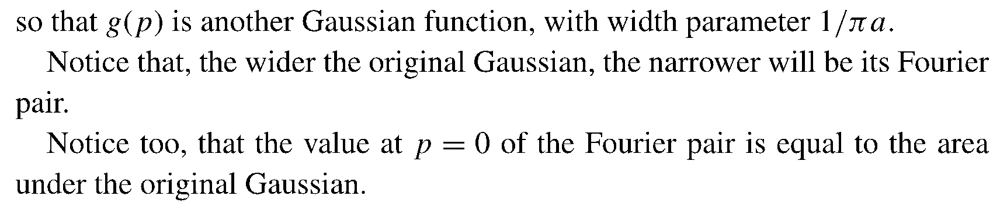 so that g(p) is another Gaussian function, with width parameter 1/πa.
Notice that, the wider the original Gaussian, the narrower will be its Fourier
pair.
Notice too, that the value at p = 0 of the Fourier pair is equal to the area
under the original Gaussian.